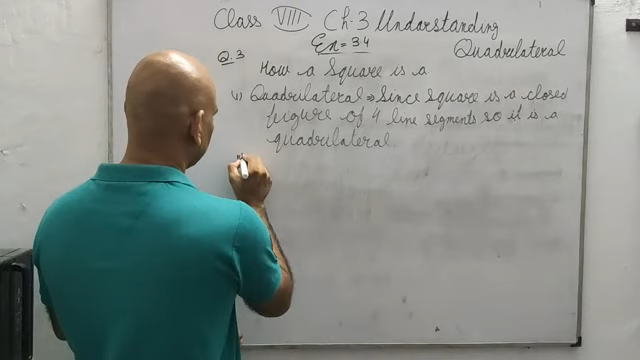 Class VIII Ch.3 Understanding
Quadrilateral
Ex = 3.4
Q.3
How a Square is a
i) Quadrilateral ⇒ Since square is a closed
feigure of 4 line segments so it is a
quadrilateral.